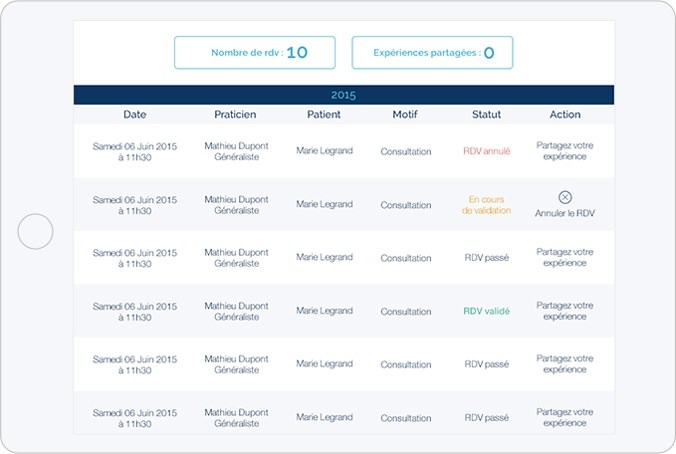 Nombre de rdv : 10 Expériences partagées : 0
2015
Date Praticien Patient Motif Statut Action
Samedi 06 Juin 2015 Mathieu Dupont Marie Legrand Consultation RDV annulé Partagez votre
à 11h30 Généraliste expérience
Samedi 06 Juin 2015 Mathieu Dupont Marie Legrand Consultation En cours
à 11h30 Généraliste de validation Annuler le RDV
Samedi 06 Juin 2015 Mathieu Dupont Marie Legrand Consultation RDV passé Partagez votre
à 11h30 Généraliste expérience
Samedi 06 Juin 2015 Mathieu Dupont Marie Legrand Consultation RDV validé Partagez votre
à 11h30 Généraliste expérience
Samedi 06 Juin 2015 Mathieu Dupont Marie Legrand Consultation RDV passé Partagez votre
à 11h30 Généraliste expérience
Samedi 06 Juin 2015 Mathieu Dupont Marie Legrand Consultation RDV passé Partagez votre
à 11h30 Généraliste expérience